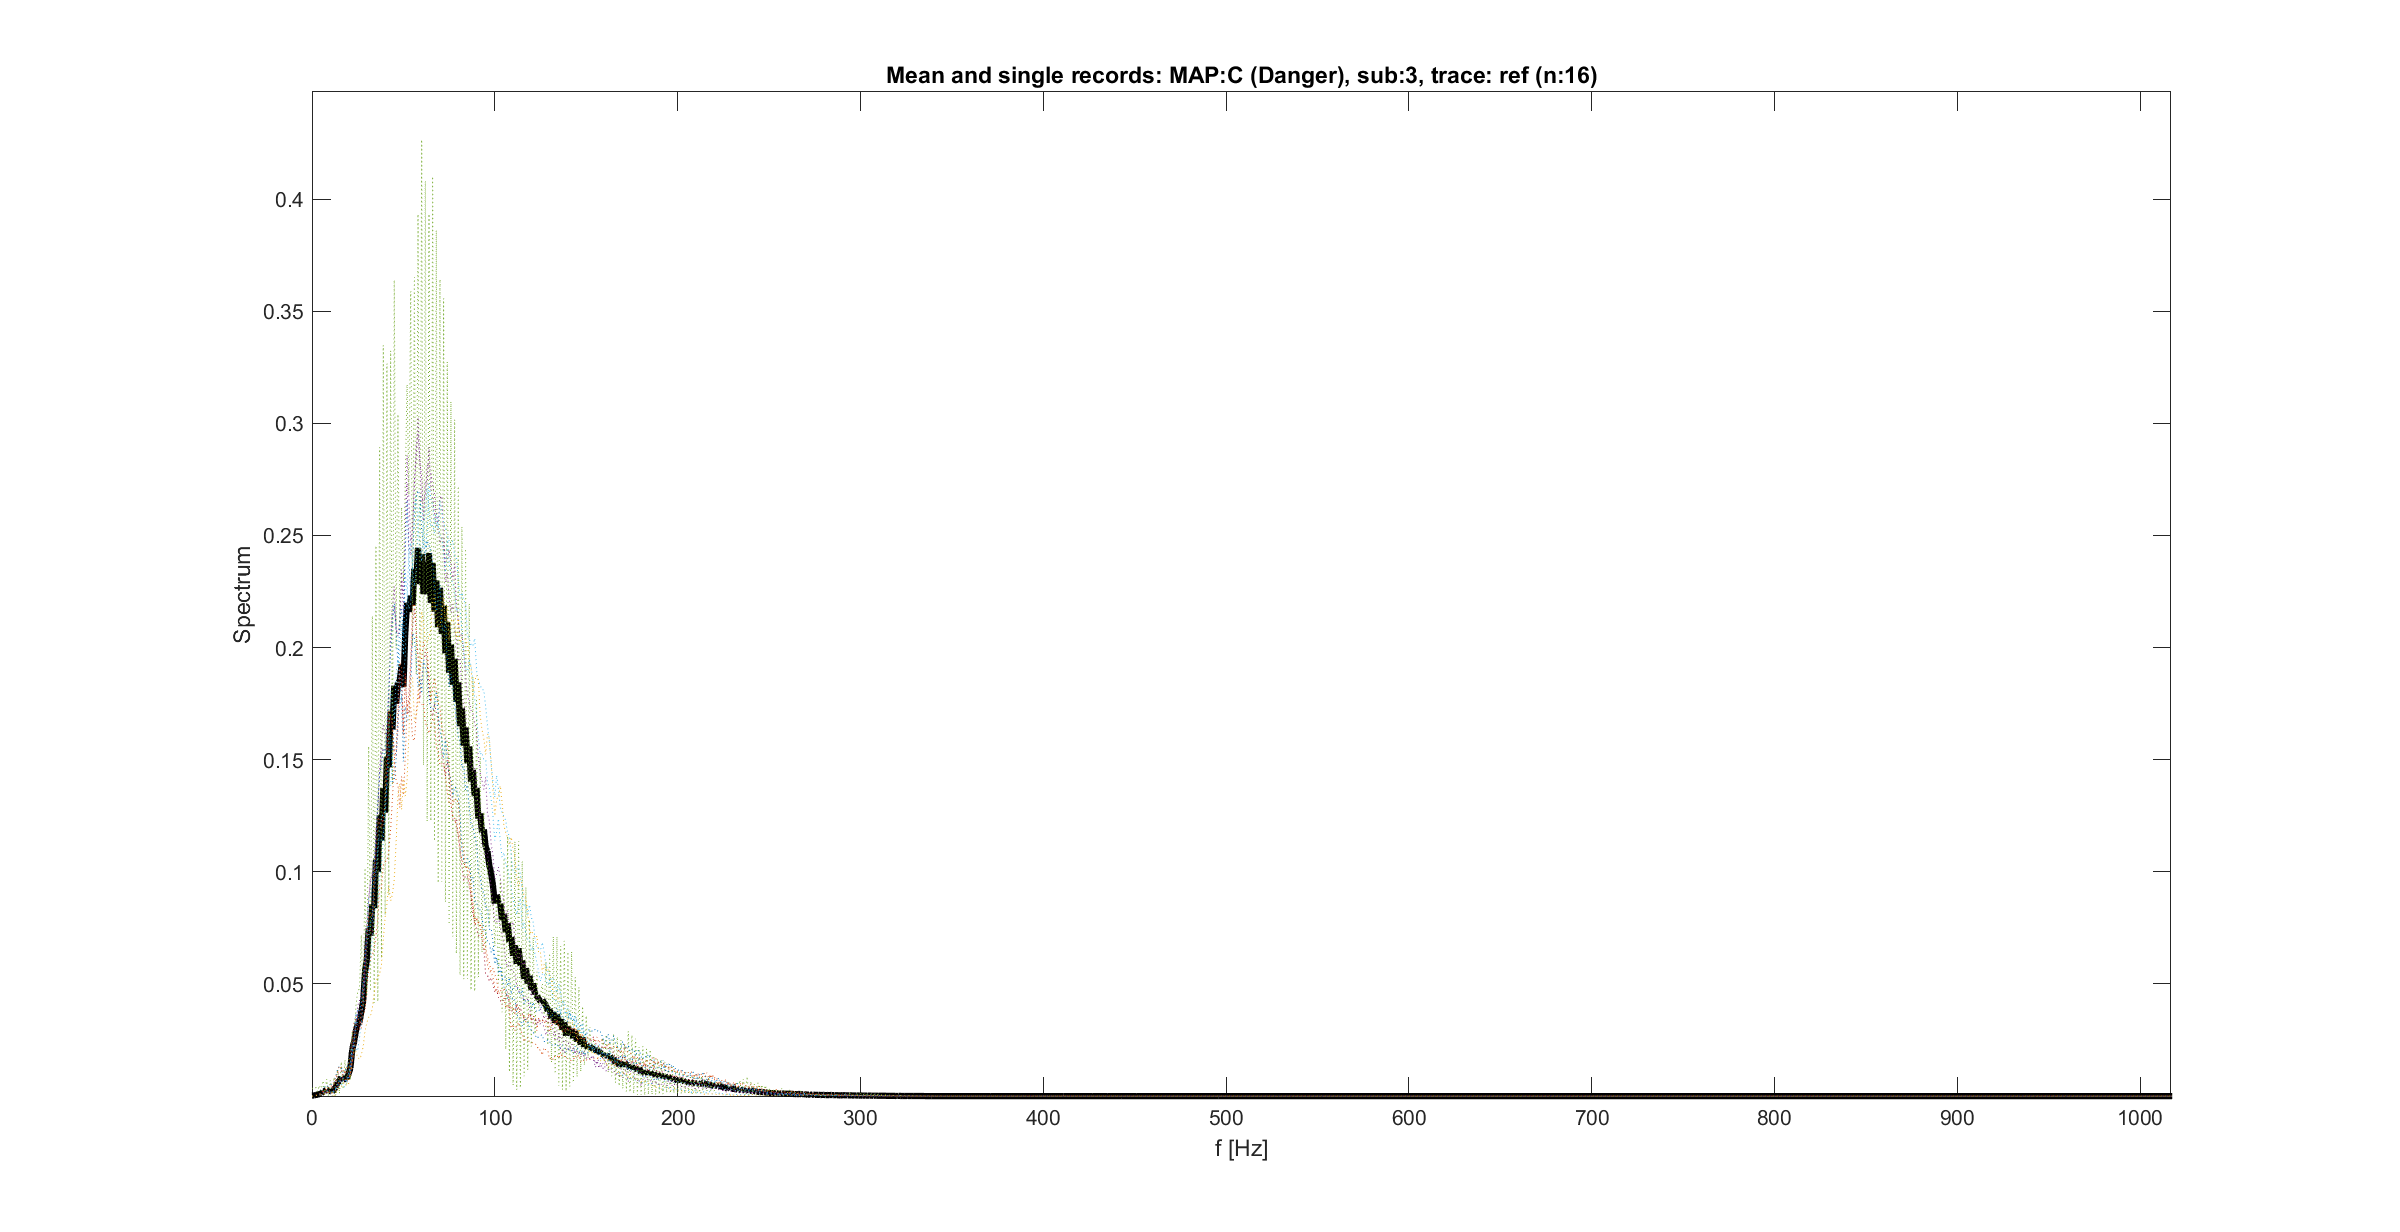 Mean and single records: MAP:C (Danger), sub:3, trace: ref (n:16)
0.4
0.35
0.3
0.25
0.2
0.15
0.1
0.05
Spectrum
0 100 200 300 400 500 600 700 800 900 1000
f [Hz]